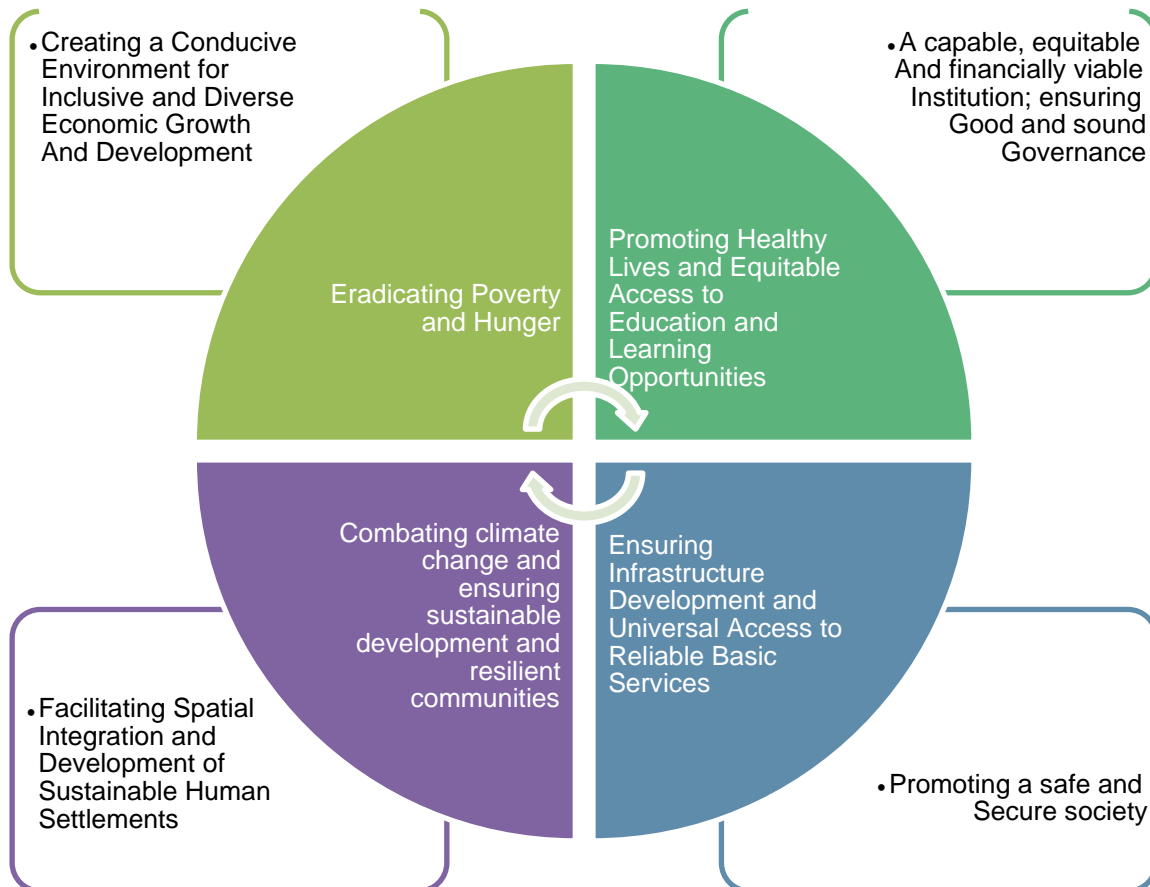 •Creating a Conducive
Environment for
Inclusive and Diverse
Economic Growth
And Development
•A capable, equitable
And financially viable
Institution; ensuring
Good and sound
Governance
Eradicating Poverty
and Hunger
Promoting Healthy
Lives and Equitable
Access to
Education and
Learning
Opportunities
Combating climate
change and
ensuring
sustainable
development and
resilient
communities
Ensuring
Infrastructure
Development and
Universal Access to
Reliable Basic
Services
•Facilitating Spatial
Integration and
Development of
Sustainable Human
Settlements
•Promoting a safe and
Secure society